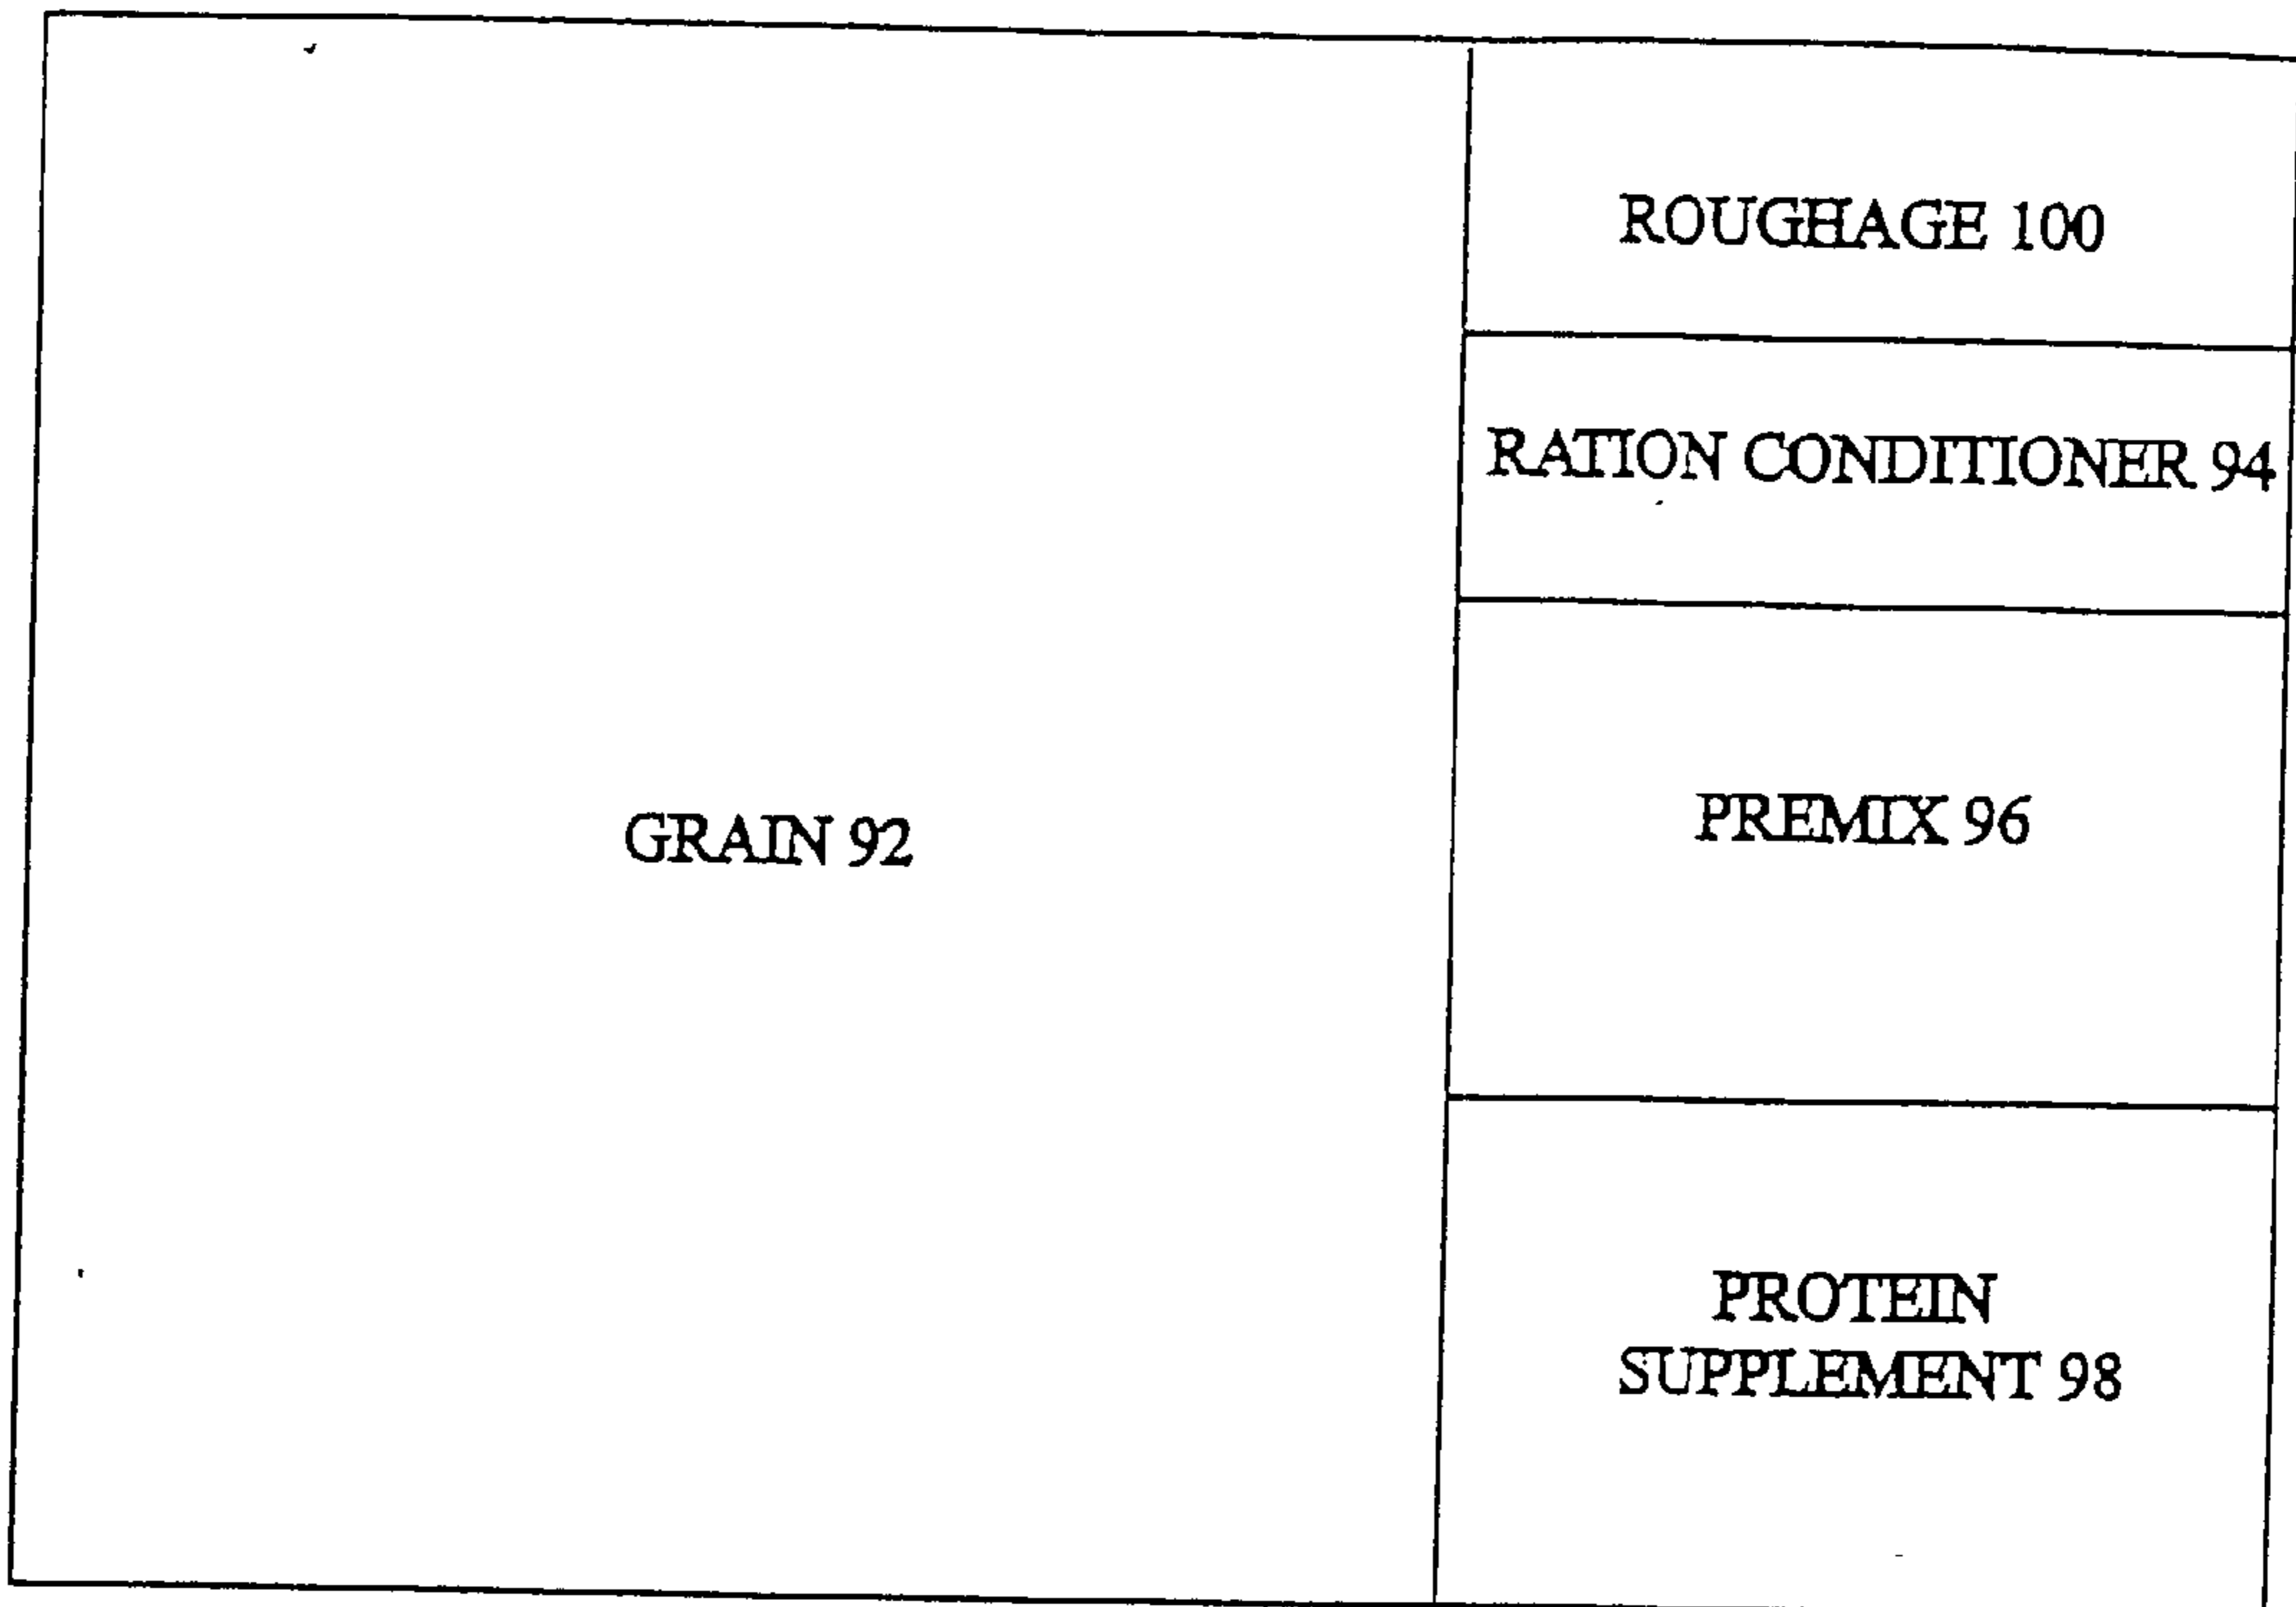 GRAIN 92
ROUGHAGE 100
RATION CONDITIONER 94
PREMIX 96
PROTEIN
SUPPLEMENT 98